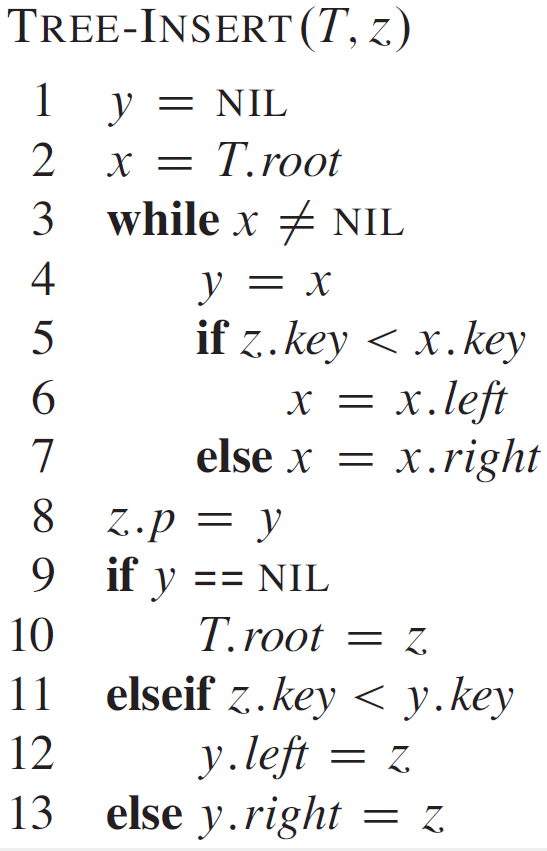 TREE-INSERT(T, z)
1 y = NIL
2 x = T.root
3 while x ≠ NIL
4 y = x
5 if z.key < x.key
6 x = x.left
7 else x = x.right
8 z.p = y
9 if y == NIL
10 T.root = z
11 elseif z.key < y.key
12 y.left = z
13 else y.right = z